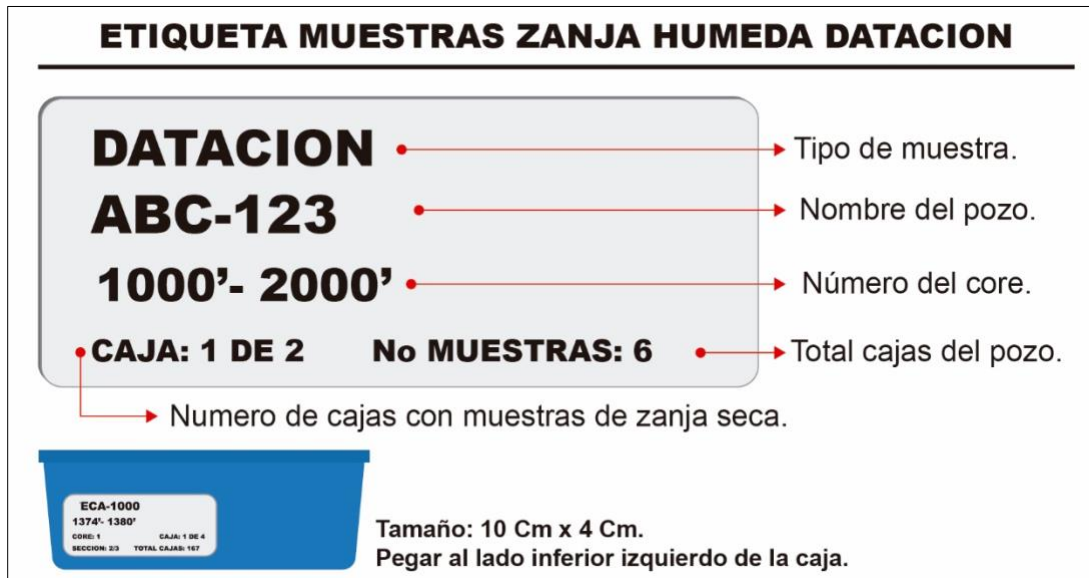 ETIQUETA MUESTRAS ZANJA HUMEDA DATACION
DATACION
Tipo de muestra.
ABC-123
Nombre del pozo.
1000’- 2000’
Número del core.
CAJA: 1 DE 2 No MUESTRAS: 6
Total cajas del pozo.
Numero de cajas con muestras de zanja seca.
ECA-1000
1374’- 1380’
CORE: 1 CAJA: 1 DE 4
SECCION: 2/3 TOTAL CAJAS: 167
Tamaño: 10 Cm x 4 Cm.
Pegar al lado inferior izquierdo de la caja.